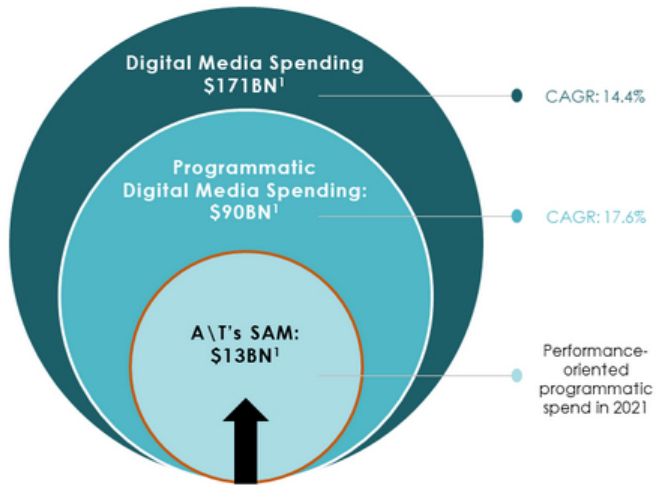 Digital Media Spending
$171BN¹
CAGR: 14.4%
Programmatic
Digital Media Spending:
$90BN¹
CAGR: 17.6%
A\T's SAM:
$13BN¹
Performance-
oriented
programmatic
spend in 2021